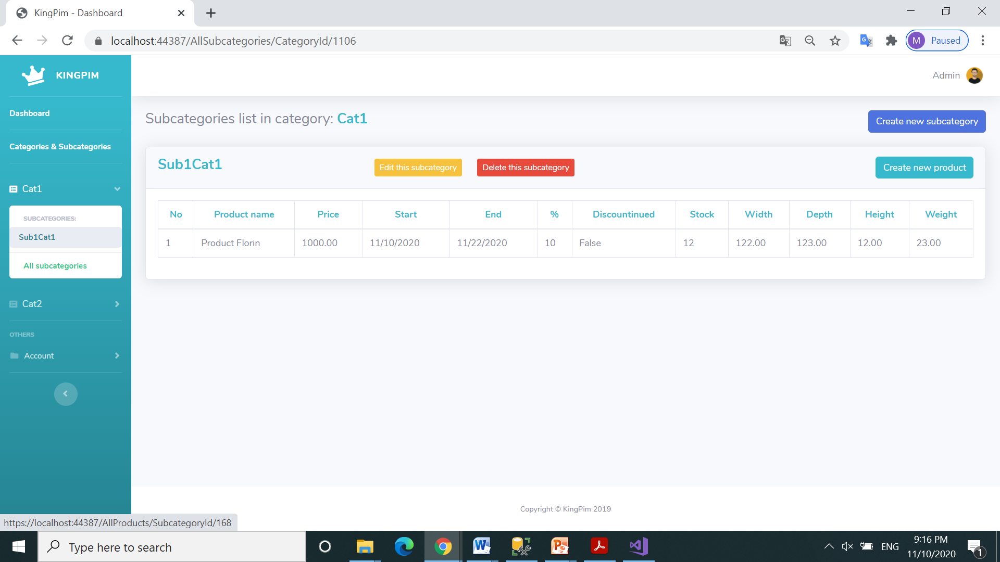 KingPim - Dashboard
localhost:44387/AllSubcategories/CategoryId/1106
M Paused
KINGPIM
Admin
Dashboard
Categories & Subcategories
Cat1
SUBCATEGORIES:
Sub1Cat1
All subcategories
Cat2
OTHERS
Account
Subcategories list in category: Cat1
Create new subcategory
Sub1Cat1
Edit this subcategory
Delete this subcategory
Create new product
No Product name Price Start End % Discountinued Stock Width Depth Height Weight
1 Product Florin 1000.00 11/10/2020 11/22/2020 10 False 12 122.00 123.00 12.00 23.00
Copyright © KingPim 2019
https://localhost:44387/AllProducts/SubcategoryId/168
Type here to search
ENG
9:16 PM
11/10/2020
1